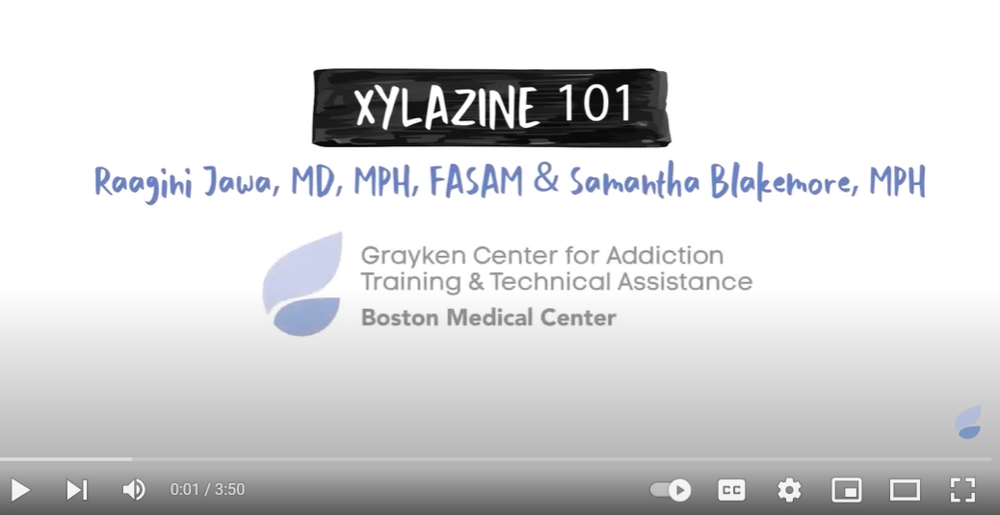 XYLAZINE 101
Raagini Jawa, MD, MPH, FASAM & Samantha Blakemore, MPH
Grayken Center for Addiction
Training & Technical Assistance
Boston Medical Center
0:01 / 3:50
CC